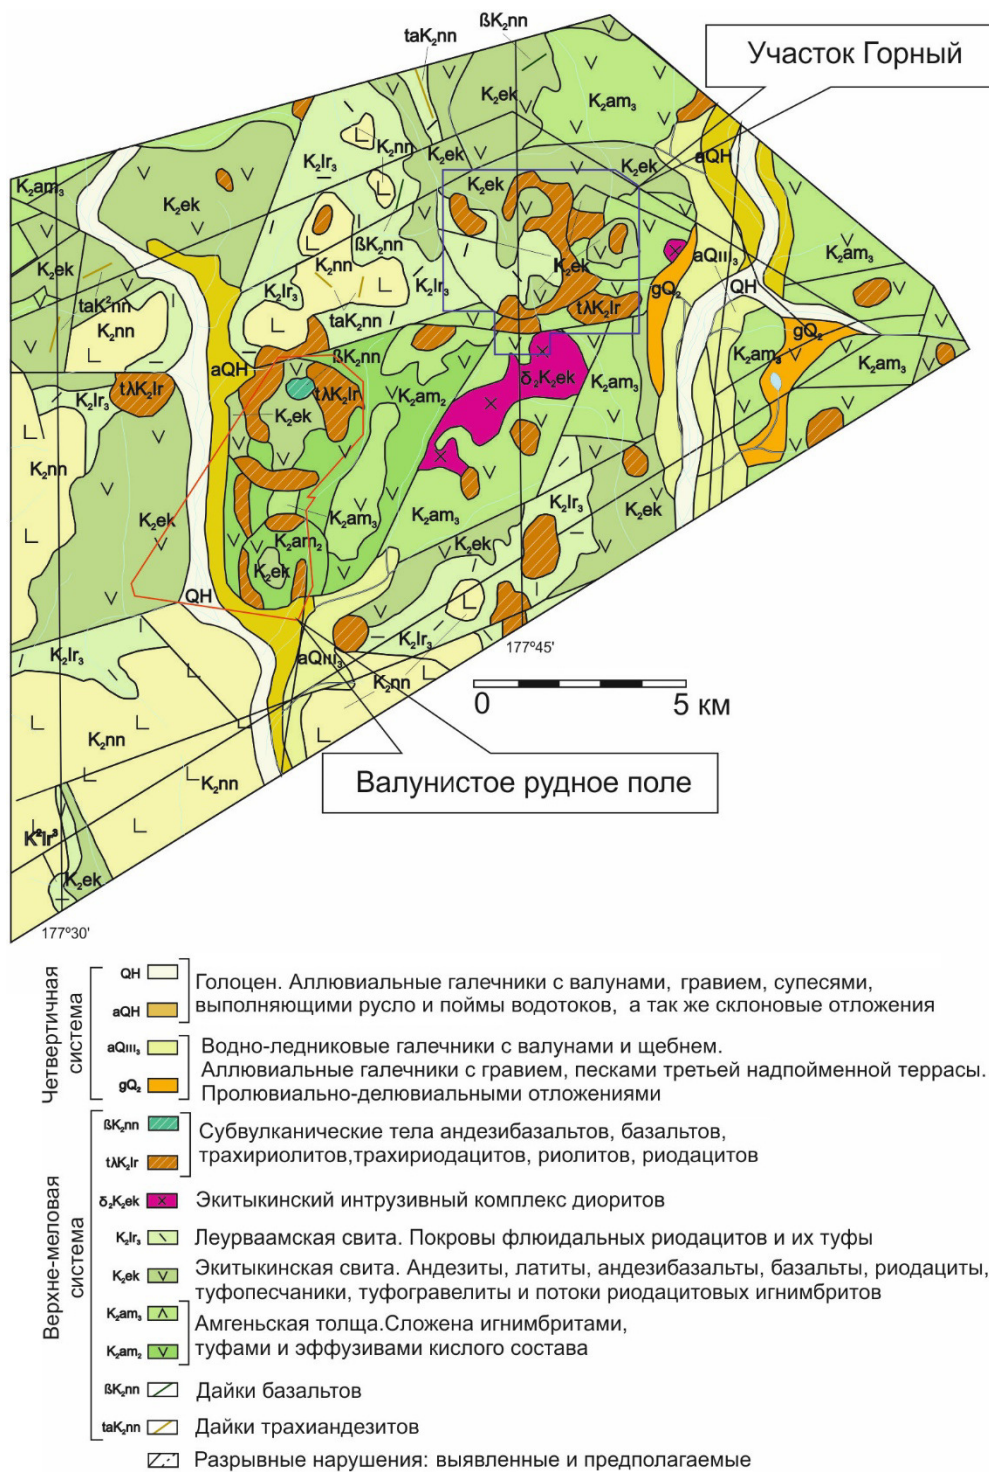 ßK₂nn
taK₂nn
Участок Горный
K₂ek
K₂am₃
K₂nn
K₂ek
K₂ek
aQH
K₂lr₃
K₂am₃
K₂ek
K₂ek
ßK₂nn
K₂ek
aQIII₃
K₂am₃
K₂ek
K₂nn
K₂lr₃
gQ₂
QH
taK²nn
K₂lr₃
taK₂nn
tλK₂lr
gQ₂
K₂nn
ßK₂nn
K₂am₃
K₂am₃
aQH
δ₂K₂ek
K₂am₃
tλK₂lr
tλK₂lr
K₂am₂
K₂lr₃
K₂ek
K₂nn
K₂lr₃
K₂am₃
K₂am₃
K₂ek
K₂ek
K₂am₂
K₂ek
K₂ek
QH
K₂lr₃
K₂lr₃
aQIII₃
177º45'
K₂nn
0 5 км
K₂nn
Валунистое рудное поле
K₂nn
K²lr³
K₂ek
177º30'
Четвертичная
система
QH
Голоцен. Аллювиальные галечники с валунами, гравием, супесями,
aQH
выполняющими русло и поймы водотоков, а так же склоновые отложения
aQIII₃
Водно-ледниковые галечники с валунами и щебнем.
Аллювиальные галечники с гравием, песками третьей надпойменной террасы.
gQ₂
Пролювиально-делювиальными отложениями
Верхне-меловая
система
ßK₂nn
Субвулканические тела андезибазальтов, базальтов,
tλK₂lr
трахириолитов,трахириодацитов, риолитов, риодацитов
δ₂K₂ek Экитыкинский интрузивный комплекс диоритов
K₂lr₃ Леурваамская свита. Покровы флюидальных риодацитов и их туфы
K₂ek Экитыкинская свита. Андезиты, латиты, андезибазальты, базальты, риодациты,
туфопесчаники, туфогравелиты и потоки риодацитовых игнимбритов
K₂am₃
Амгеньская толща.Сложена игнимбритами,
K₂am₂
туфами и эффузивами кислого состава
ßK₂nn Дайки базальтов
taK₂nn Дайки трахиандезитов
Разрывные нарушения: выявленные и предполагаемые